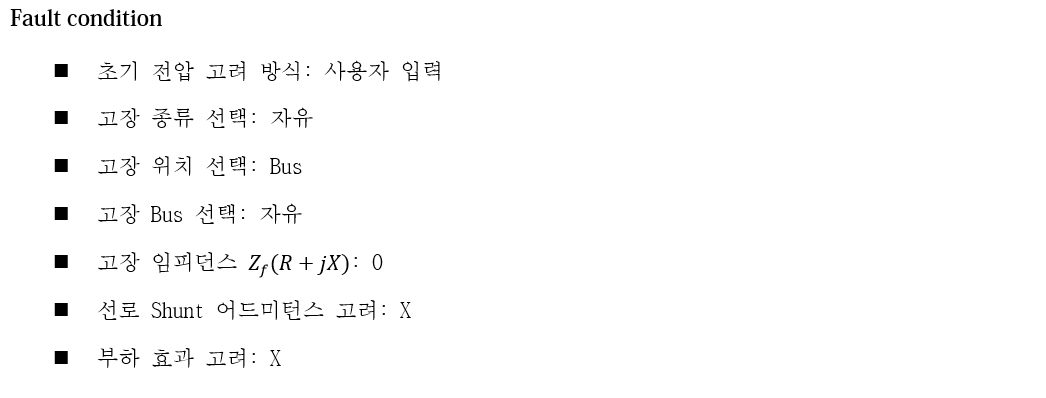 Fault condition
■ 초기 전압 고려 방식: 사용자 입력
■ 고장 종류 선택: 자유
■ 고장 위치 선택: Bus
■ 고장 Bus 선택: 자유
■ 고장 임피던스 Z_f(R + jX): 0
■ 선로 Shunt 어드미턴스 고려: X
■ 부하 효과 고려: X